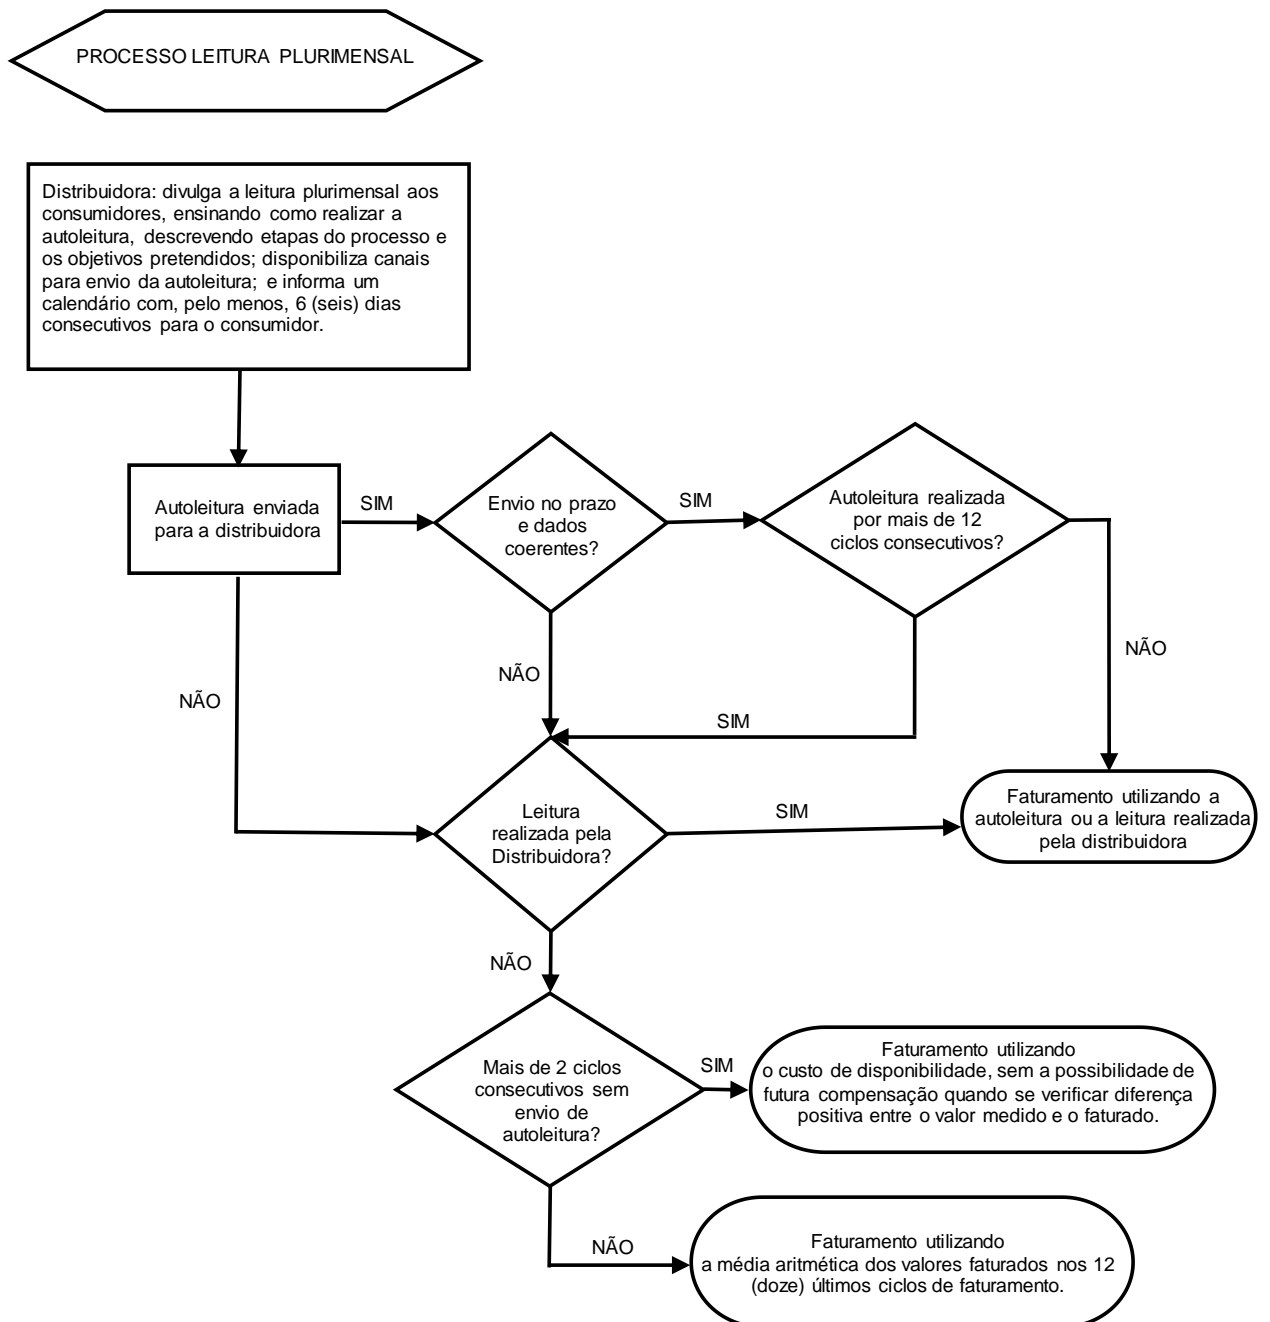 PROCESSO LEITURA PLURIMENSAL
Distribuidora: divulga a leitura plurimensal aos
consumidores, ensinando como realizar a
autoleitura, descrevendo etapas do processo e
os objetivos pretendidos; disponibiliza canais
para envio da autoleitura; e informa um
calendário com, pelo menos, 6 (seis) dias
consecutivos para o consumidor.
Autoleitura enviada
para a distribuidora
SIM
Envio no prazo
e dados
coerentes?
SIM
Autoleitura realizada
por mais de 12
ciclos consecutivos?
NÃO
NÃO
NÃO
SIM
Leitura
realizada pela
Distribuidora?
SIM
Faturamento utilizando a
autoleitura ou a leitura realizada
pela distribuidora
NÃO
Mais de 2 ciclos
consecutivos sem
envio de
autoleitura?
SIM
Faturamento utilizando
o custo de disponibilidade, sem a possibilidade de
futura compensação quando se verificar diferença
positiva entre o valor medido e o faturado.
NÃO
Faturamento utilizando
a média aritmética dos valores faturados nos 12
(doze) últimos ciclos de faturamento.